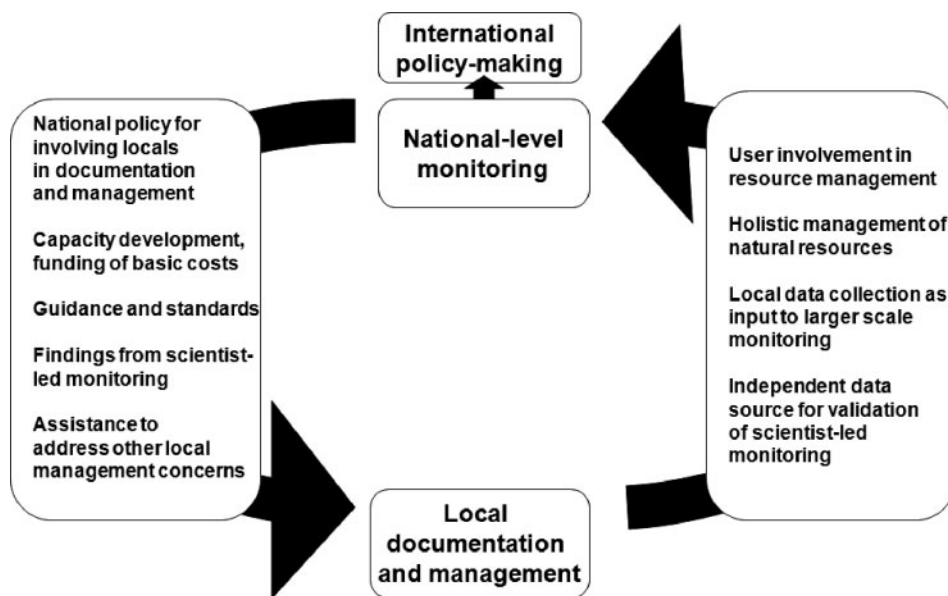 International
policy-making
National-level
monitoring
National policy for
involving locals
in documentation
and management
Capacity development,
funding of basic costs
Guidance and standards
Findings from scientist-
led monitoring
Assistance to
address other local
management concerns
User involvement in
resource management
Holistic management of
natural resources
Local data collection as
input to larger scale
monitoring
Independent data
source for validation
of scientist-led
monitoring
Local
documentation
and management